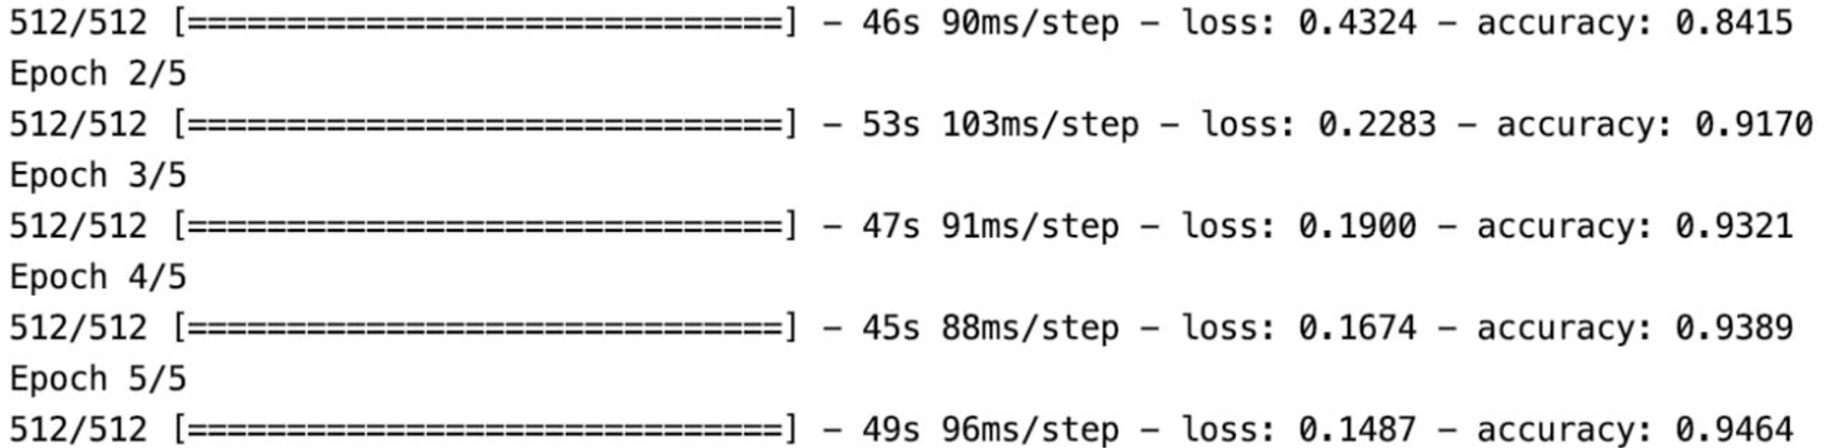 512/512 [==============================] – 46s 90ms/step – loss: 0.4324 – accuracy: 0.8415
Epoch 2/5
512/512 [==============================] – 53s 103ms/step – loss: 0.2283 – accuracy: 0.9170
Epoch 3/5
512/512 [==============================] – 47s 91ms/step – loss: 0.1900 – accuracy: 0.9321
Epoch 4/5
512/512 [==============================] – 45s 88ms/step – loss: 0.1674 – accuracy: 0.9389
Epoch 5/5
512/512 [==============================] – 49s 96ms/step – loss: 0.1487 – accuracy: 0.9464